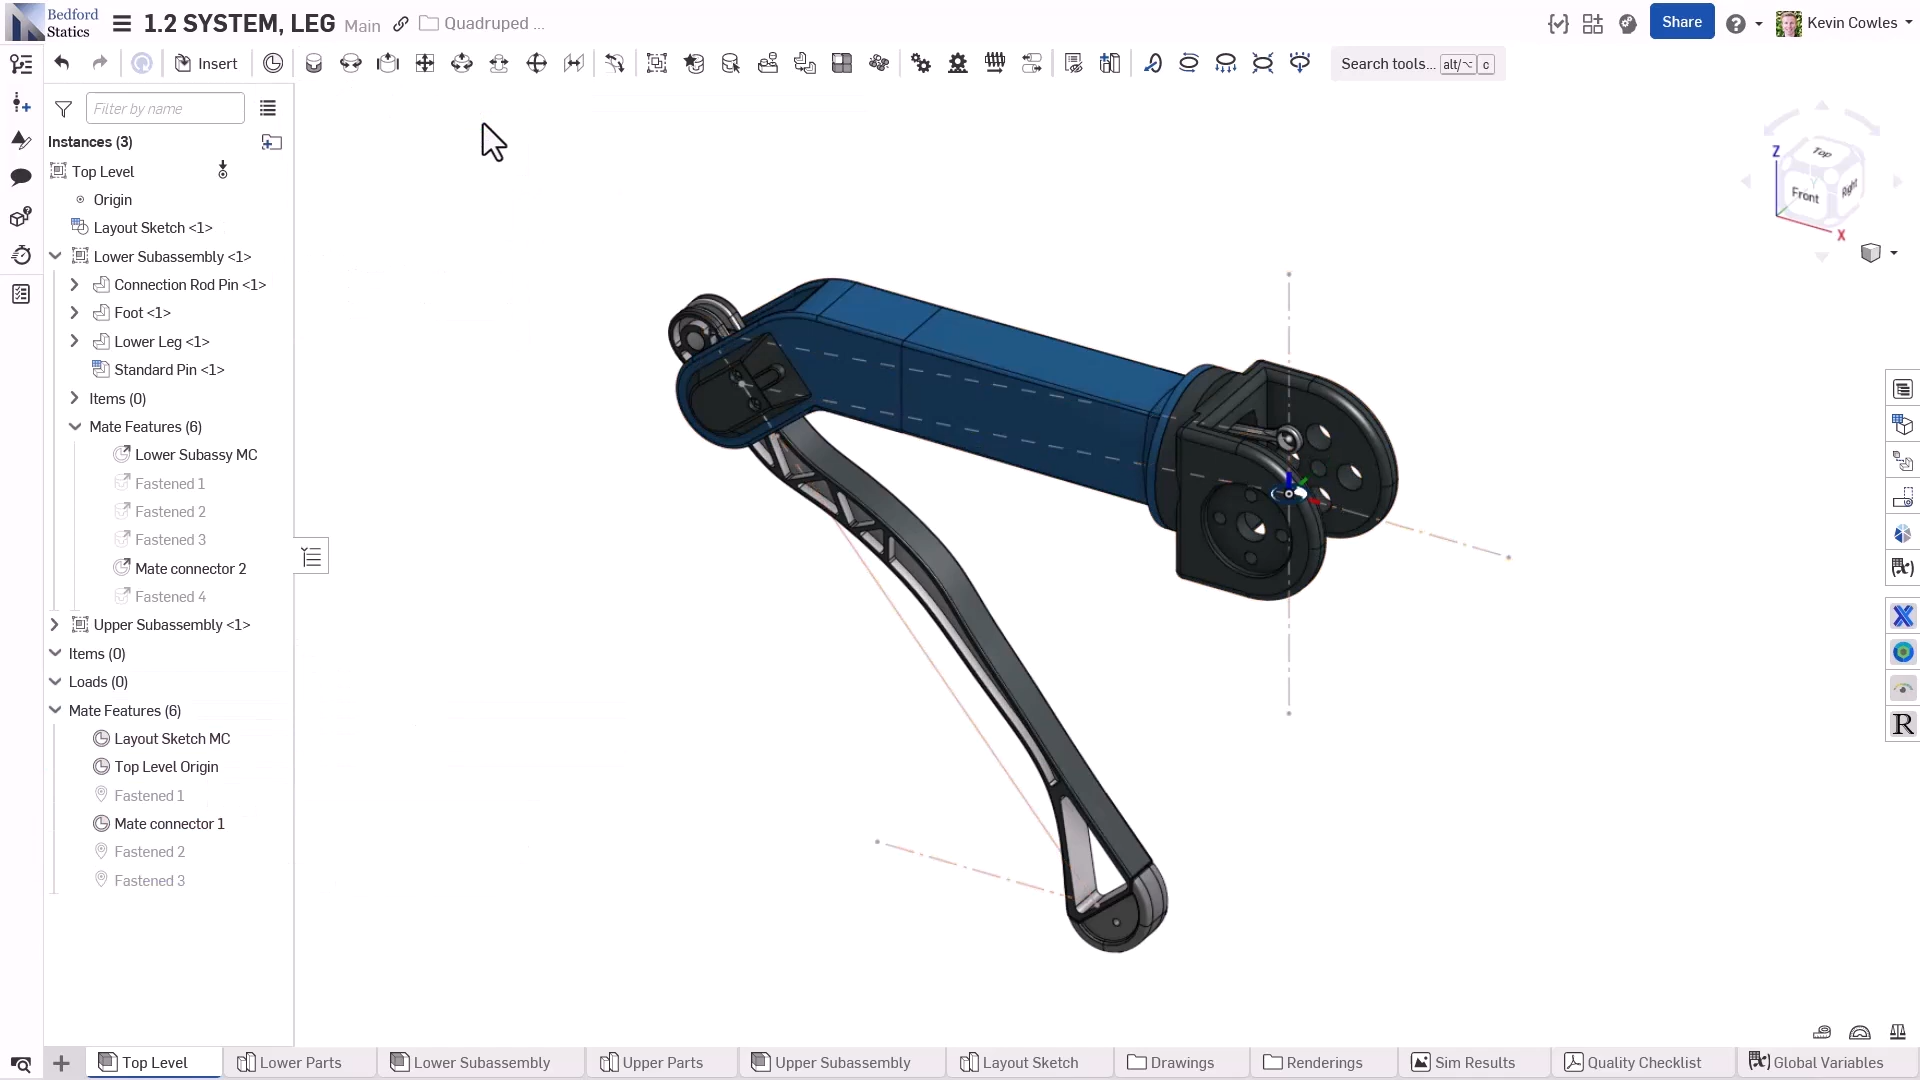 Bedford
Statics
1.2 SYSTEM, LEG Main Quadruped ...
Share
Kevin Cowles
Insert
Search tools... alt/⌥ c
Filter by name
Instances (3)
Top Level
Origin
Layout Sketch <1>
Lower Subassembly <1>
Connection Rod Pin <1>
Foot <1>
Lower Leg <1>
Standard Pin <1>
Items (0)
Mate Features (6)
Lower Subassy MC
Fastened 1
Fastened 2
Fastened 3
Mate connector 2
Fastened 4
Upper Subassembly <1>
Items (0)
Loads (0)
Mate Features (6)
Layout Sketch MC
Top Level Origin
Fastened 1
Mate connector 1
Fastened 2
Fastened 3
Z
Top
Front
Right
X
Top Level
Lower Parts
Lower Subassembly
Upper Parts
Upper Subassembly
Layout Sketch
Drawings
Renderings
Sim Results
Quality Checklist
Global Variables